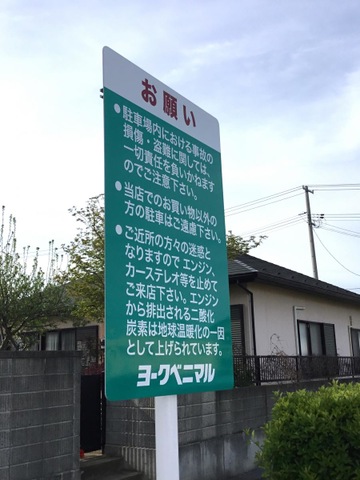 お願い
●駐車場内における事故の
損傷・盗難に関しては、
一切責任を負いかねます
のでご注意下さい。
●当店でのお買い物以外の
方の駐車はご遠慮下さい。
●ご近所の方々の迷惑と
なりますので エンジン、
カーステレオ等を止めて
ご来店下さい。エンジン
から排出される二酸化
炭素は地球温暖化の一因
として上げられています。
ヨークベニマル